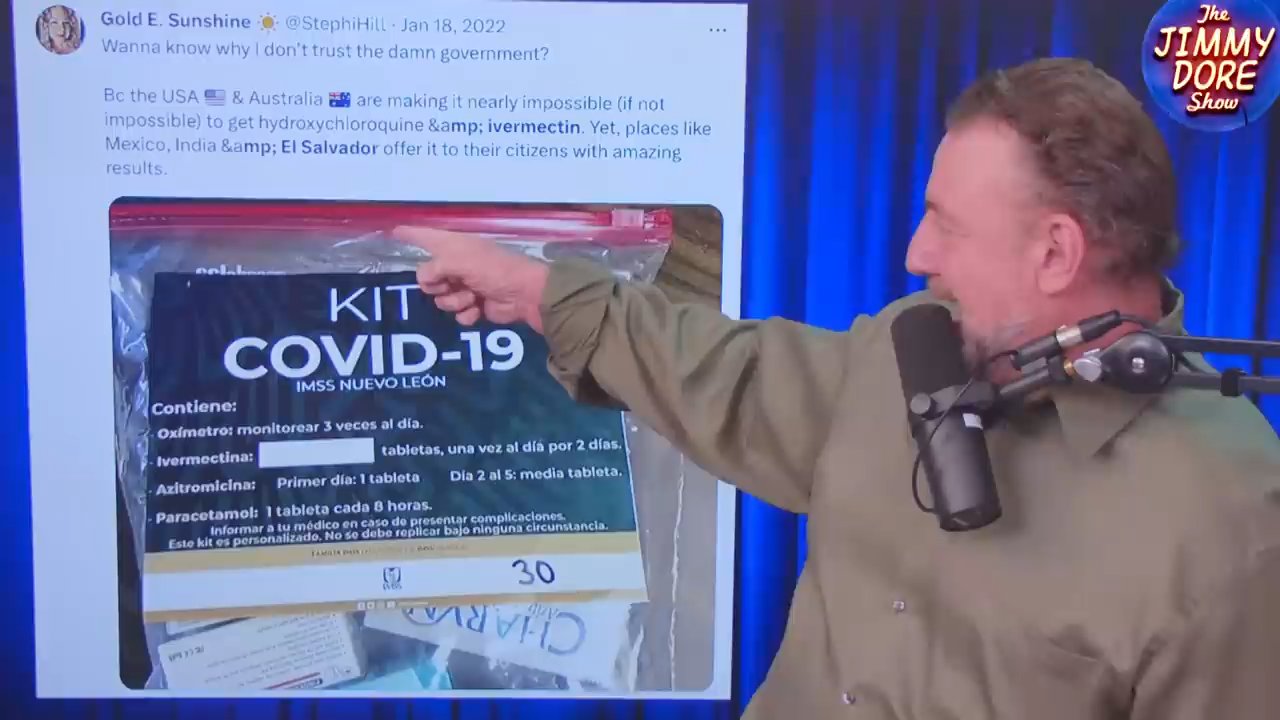 Gold E. Sunshine @StephiHill · Jan 18, 2022
Wanna know why I don't trust the damn government?
Bc the USA & Australia are making it nearly impossible (if not
impossible) to get hydroxychloroquine &amp; ivermectin. Yet, places like
Mexico, India &amp; El Salvador offer it to their citizens with amazing
results.
KIT
COVID-19
IMSS NUEVO LEÓN
Contiene:
· Oxímetro: monitorear 3 veces al día.
· Ivermectina: tabletas, una vez al día por 2 días.
· Azitromicina: Primer día: 1 tableta Día 2 al 5: media tableta.
· Paracetamol: 1 tableta cada 8 horas.
Informar a tu médico en caso de presentar complicaciones.
Este kit es personalizado. No se debe replicar bajo ninguna circunstancia.
IMSS
30
The
JIMMY
DORE
Show